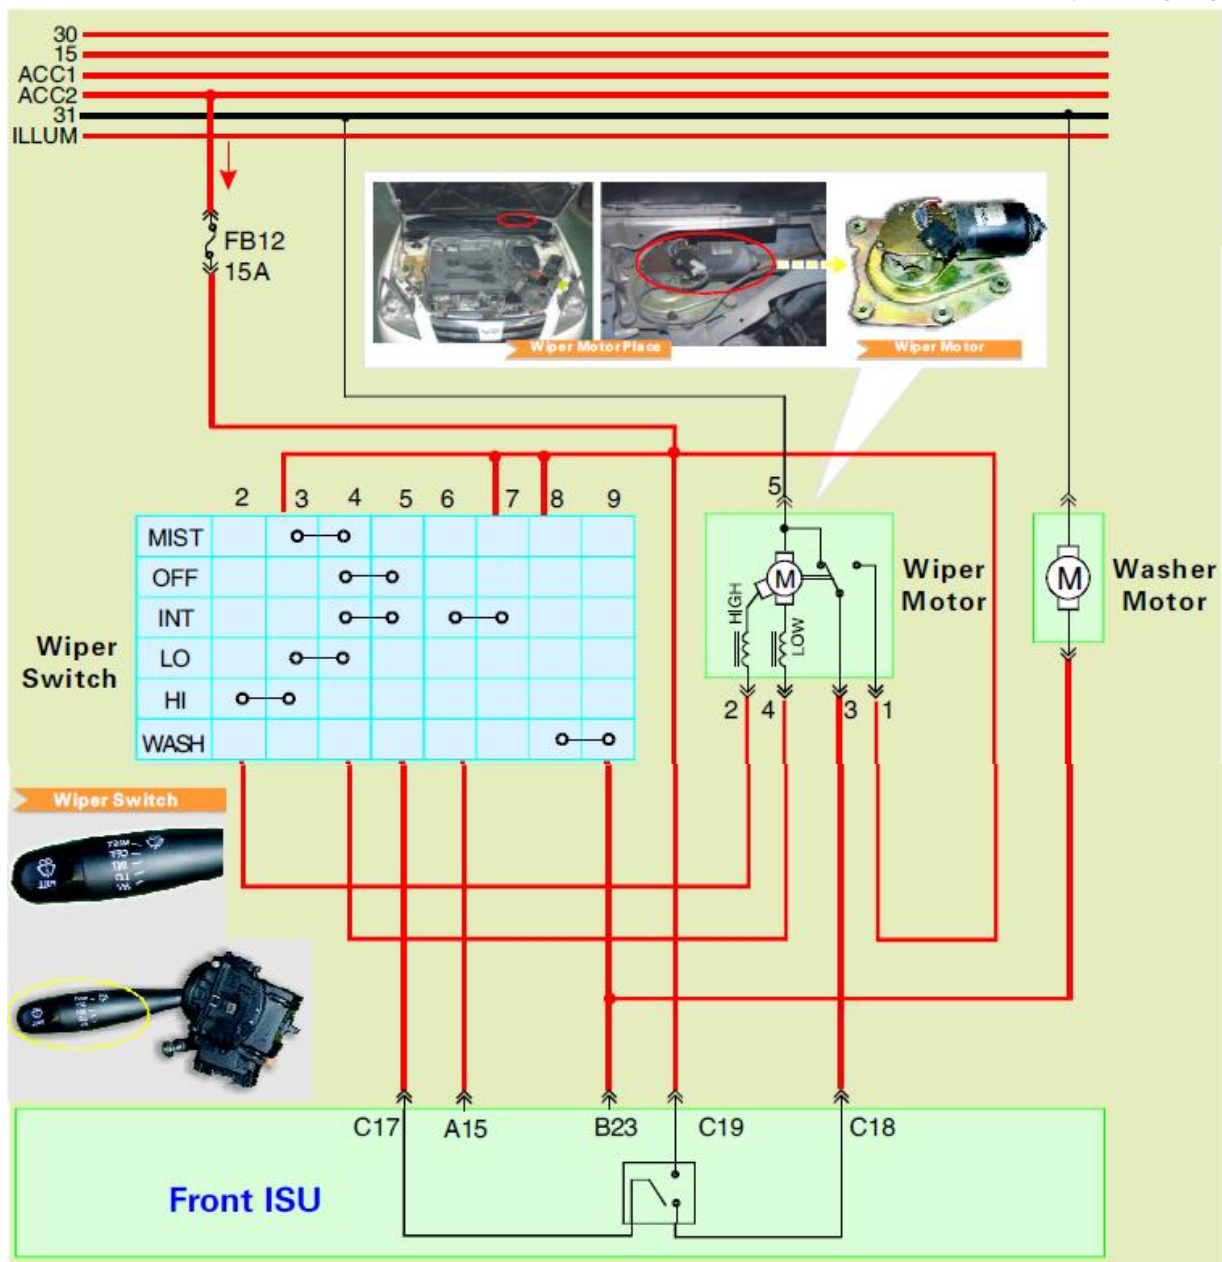 30
15
ACC1
ACC2
31
ILLUM
FB12
15A
Wiper Motor Place
Wiper Motor
5
2 3 4 5 6 7 8 9
MIST
OFF
INT
LO
HI
WASH
Wiper
Switch
HIGH
M
LOW
Wiper
Motor
M
Washer
Motor
2 4 3 1
Wiper Switch
C17 A15 B23 C19 C18
Front ISU